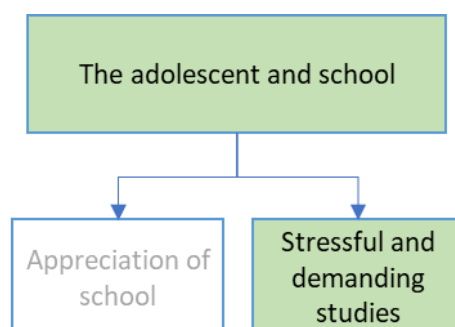 The adolescent and school
Appreciation of
school
Stressful and
demanding
studies